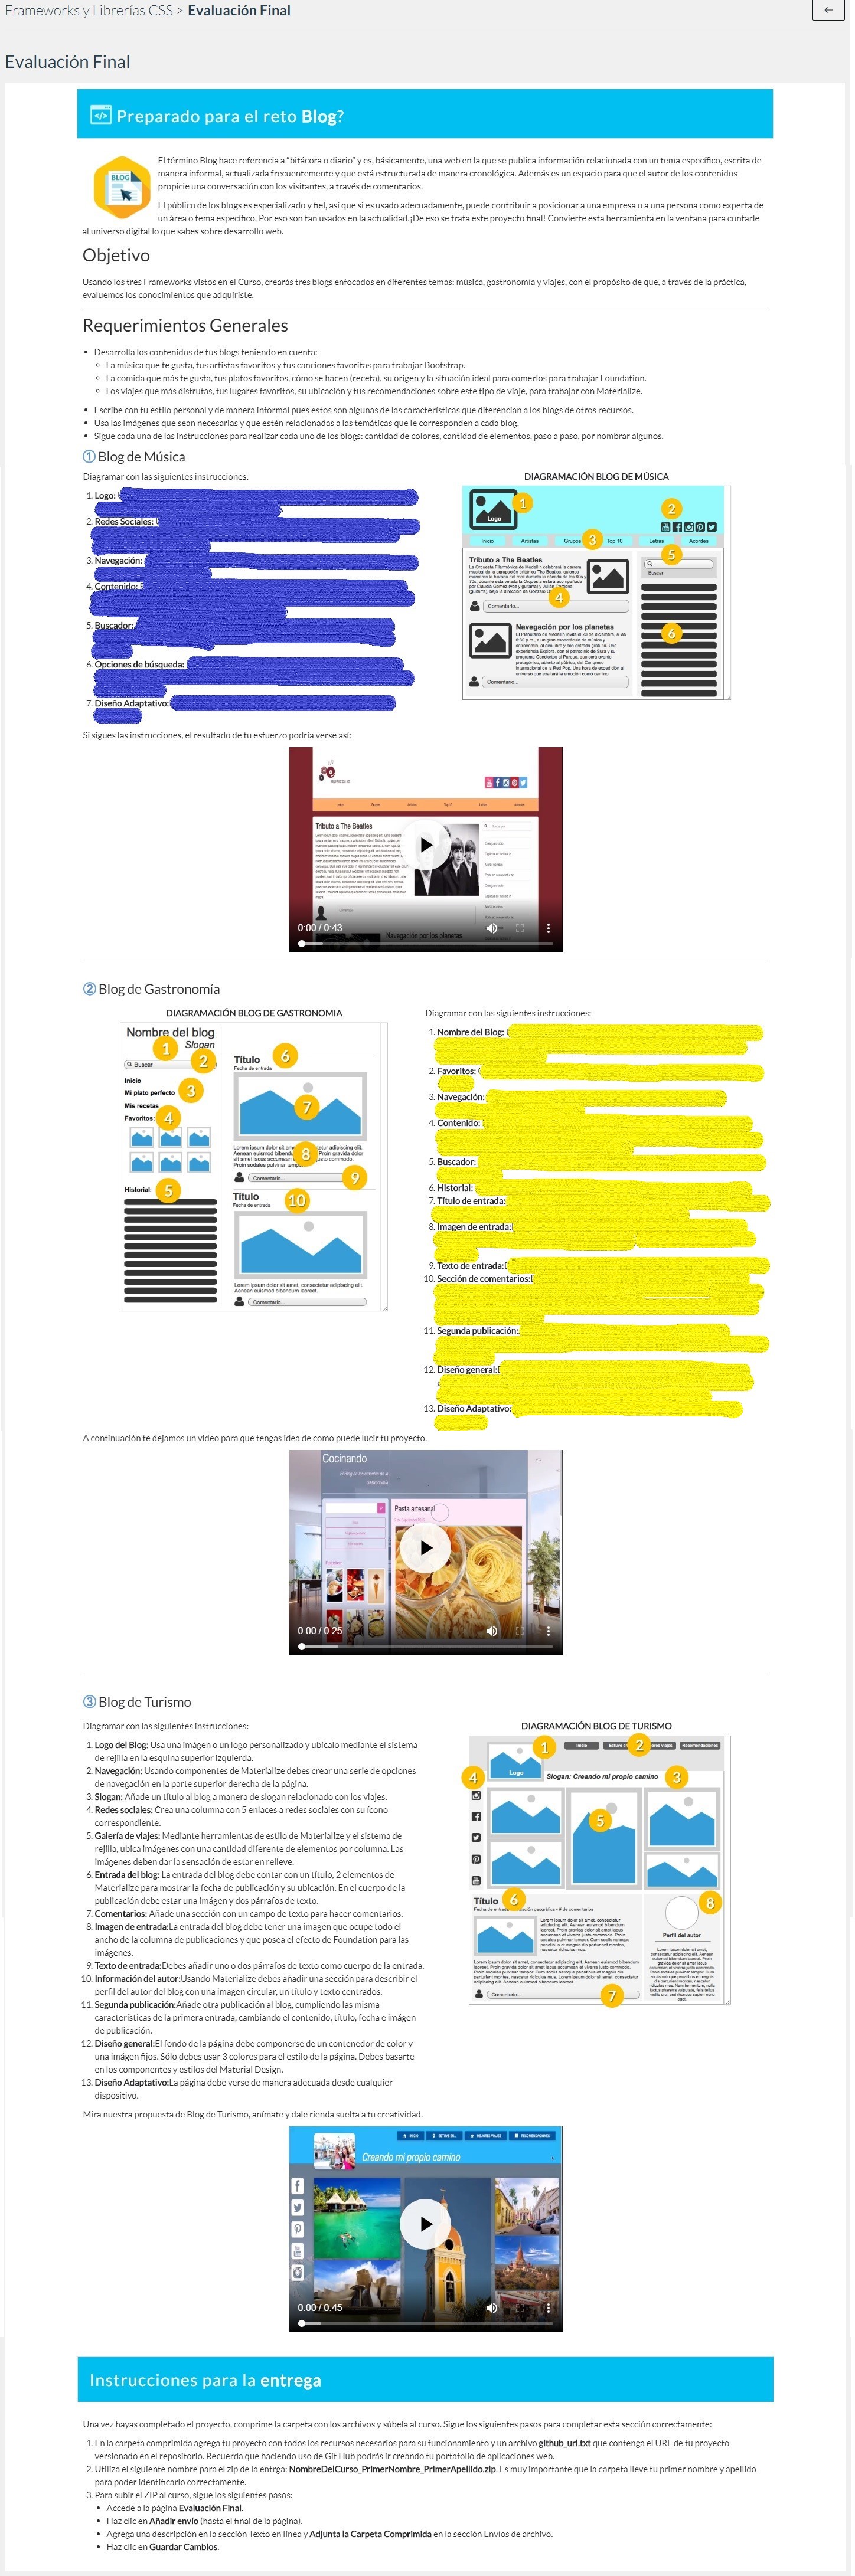 Frameworks y Librerías CSS > Evaluación Final
←
Evaluación Final
Preparado para el reto Blog?
BLOG
El término Blog hace referencia a "bitácora o diario" y es, básicamente, una web en la que se publica información relacionada con un tema específico, escrita de
manera informal, actualizada frecuentemente y que está estructurada de manera cronológica. Además es un espacio para que el autor de los contenidos
propicie una conversación con los visitantes, a través de comentarios.
El público de los blogs es especializado y fiel, así que si es usado adecuadamente, puede contribuir a posicionar a una empresa o a una persona como experta de
un área o tema específico. Por eso son tan usados en la actualidad.¡De eso se trata este proyecto final! Convierte esta herramienta en la ventana para contarle
al universo digital lo que sabes sobre desarrollo web.
Objetivo
Usando los tres Frameworks vistos en el Curso, crearás tres blogs enfocados en diferentes temas: música, gastronomía y viajes, con el propósito de que, a través de la práctica,
evaluemos los conocimientos que adquiriste.
Requerimientos Generales
• Desarrolla los contenidos de tus blogs teniendo en cuenta:
◦ La música que te gusta, tus artistas favoritos y tus canciones favoritas para trabajar Bootstrap.
◦ La comida que más te gusta, tus platos favoritos, cómo se hacen (receta), su origen y la situación ideal para comerlos para trabajar Foundation.
◦ Los viajes que más disfrutas, tus lugares favoritos, su ubicación y tus recomendaciones sobre este tipo de viaje, para trabajar con Materialize.
• Escribe con tu estilo personal y de manera informal pues estos son algunas de las características que diferencian a los blogs de otros recursos.
• Usa las imágenes que sean necesarias y que estén relacionadas a las temáticas que le corresponden a cada blog.
• Sigue cada una de las instrucciones para realizar cada uno de los blogs: cantidad de colores, cantidad de elementos, paso a paso, por nombrar algunos.
① Blog de Música
Diagramar con las siguientes instrucciones:
1. Logo:
2. Redes Sociales:
3. Navegación:
4. Contenido:
5. Buscador:
6. Opciones de búsqueda:
7. Diseño Adaptativo:
DIAGRAMACIÓN BLOG DE MÚSICA
Logo
1
2
Inicio Artistas Grupos 3 Top 10 Letras Acordes
5
Buscar
Tributo a The Beatles
4
Comentario...
6
Navegación por los planetas
Comentario...
Si sigues las instrucciones, el resultado de tu esfuerzo podría verse así:
Tributo a The Beatles
Navegación por los planetas
0:00 / 0:43
② Blog de Gastronomía
DIAGRAMACIÓN BLOG DE GASTRONOMIA
Nombre del blog
Slogan
1
2
Buscar
Inicio
Mi plato perfecto
3
Mis recetas
Favoritos:
4
Historial:
5
Título
6
Fecha de entrada
7
8
Comentario...
9
Título
10
Fecha de entrada
Lorem ipsum dolor sit amet, consectetur adipiscing elit.
Aenean euismod bibendum laoreet.
Comentario...
Diagramar con las siguientes instrucciones:
1. Nombre del Blog:
2. Favoritos:
3. Navegación:
4. Contenido:
5. Buscador:
6. Historial:
7. Título de entrada:
8. Imagen de entrada:
9. Texto de entrada:
10. Sección de comentarios:
11. Segunda publicación:
12. Diseño general:
13. Diseño Adaptativo:
A continuación te dejamos un video para que tengas idea de como puede lucir tu proyecto.
Cocinando
Pasta artesanal
Favoritos
0:00 / 0:25
③ Blog de Turismo
Diagramar con las siguientes instrucciones:
1. Logo del Blog: Usa una imágen o un logo personalizado y ubícalo mediante el sistema
de rejilla en la esquina superior izquierda.
2. Navegación: Usando componentes de Materialize debes crear una serie de opciones
de navegación en la parte superior derecha de la página.
3. Slogan: Añade un título al blog a manera de slogan relacionado con los viajes.
4. Redes sociales: Crea una columna con 5 enlaces a redes sociales con su ícono
correspondiente.
5. Galería de viajes: Mediante herramientas de estilo de Materialize y el sistema de
rejilla, ubica imágenes con una cantidad diferente de elementos por columna. Las
imágenes deben dar la sensación de estar en relieve.
6. Entrada del blog: La entrada del blog debe contar con un título, 2 elementos de
Materialize para mostrar la fecha de publicación y su ubicación. En el cuerpo de la
publicación debe estar una imágen y dos párrafos de texto.
7. Comentarios: Añade una sección con un campo de texto para hacer comentarios.
8. Imagen de entrada:La entrada del blog debe tener una imagen que ocupe todo el
ancho de la columna de publicaciones y que posea el efecto de Foundation para las
imágenes.
9. Texto de entrada:Debes añadir uno o dos párrafos de texto como cuerpo de la entrada.
10. Información del autor:Usando Materialize debes añadir una sección para describir el
perfil del autor del blog con una imagen circular, un título y texto centrados.
11. Segunda publicación:Añade otra publicación al blog, cumpliendo las misma
características de la primera entrada, cambiando el contenido, título, fecha e imágen
de publicación.
12. Diseño general:El fondo de la página debe componerse de un contenedor de color y
una imágen fijos. Sólo debes usar 3 colores para el estilo de la página. Debes basarte
en los componentes y estilos del Material Design.
13. Diseño Adaptativo:La página debe verse de manera adecuada desde cualquier
dispositivo.
DIAGRAMACIÓN BLOG DE TURISMO
1
Inicio
2
Recomendaciones
Logo
4
Slogan: Creando mi propio camino
3
5
Título
6
8
Perfil del autor
Comentario...
7
Mira nuestra propuesta de Blog de Turismo, anímate y dale rienda suelta a tu creatividad.
INICIO ESTUVE EN... MEJORES VIAJES RECOMENDACIONES
Creando mi propio camino
0:00 / 0:45
Instrucciones para la entrega
Una vez hayas completado el proyecto, comprime la carpeta con los archivos y súbela al curso. Sigue los siguientes pasos para completar esta sección correctamente:
1. En la carpeta comprimida agrega tu proyecto con todos los recursos necesarios para su funcionamiento y un archivo github_url.txt que contenga el URL de tu proyecto
versionado en el repositorio. Recuerda que haciendo uso de Git Hub podrás ir creando tu portafolio de aplicaciones web.
2. Utiliza el siguiente nombre para el zip de la entrga: NombreDelCurso_PrimerNombre_PrimerApellido.zip. Es muy importante que la carpeta lleve tu primer nombre y apellido
para poder identificarlo correctamente.
3. Para subir el ZIP al curso, sigue los siguientes pasos:
• Accede a la página Evaluación Final.
• Haz clic en Añadir envío (hasta el final de la página).
• Agrega una descripción en la sección Texto en línea y Adjunta la Carpeta Comprimida en la sección Envíos de archivo.
• Haz clic en Guardar Cambios.